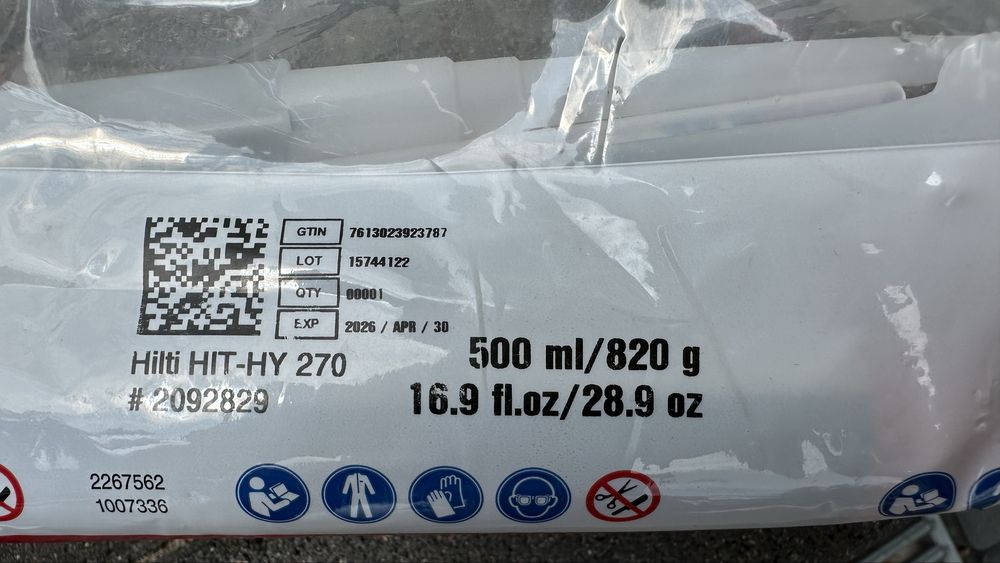 GTIN 7613023923787
LOT 15744122
QTY 00001
EXP 2026 / APR / 30
Hilti HIT-HY 270
# 2092829
500 ml/820 g
16.9 fl.oz/28.9 oz
2267562
1007336